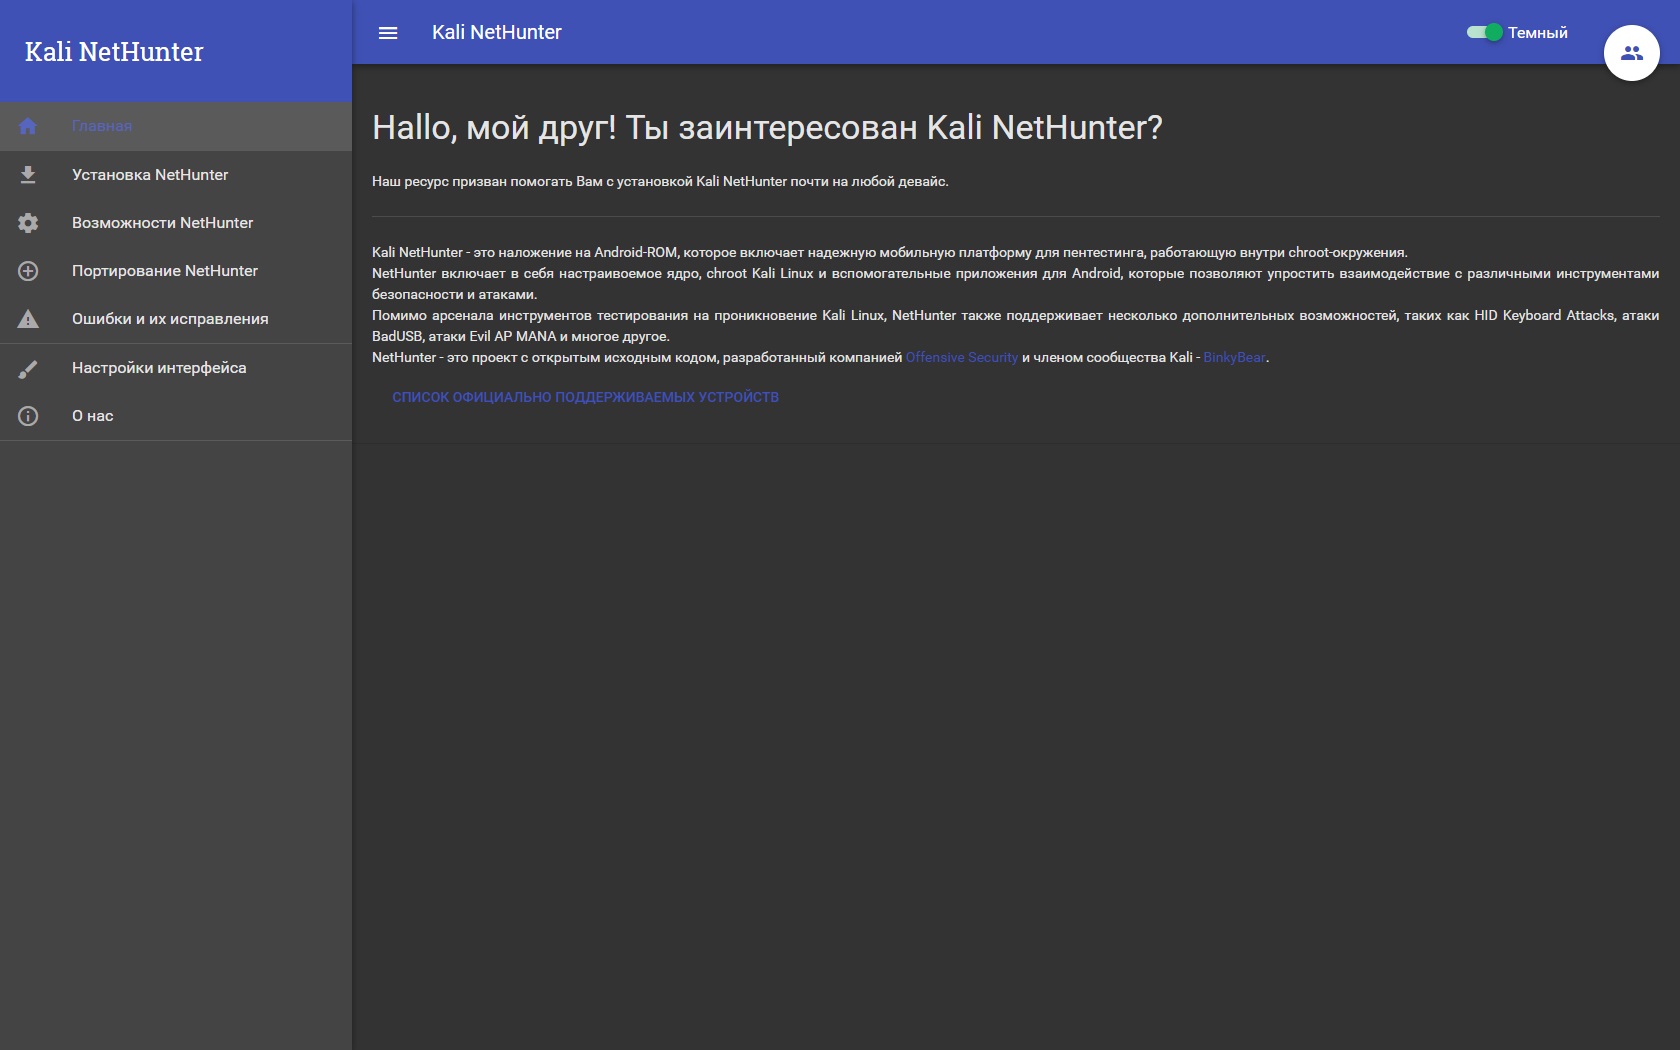 Kali NetHunter
Главная
Установка NetHunter
Возможности NetHunter
Портирование NetHunter
Ошибки и их исправления
Настройки интерфейса
О нас
Kali NetHunter
Темный
Hallo, мой друг! Ты заинтересован Kali NetHunter?
Наш ресурс призван помогать Вам с установкой Kali NetHunter почти на любой девайс.
Kali NetHunter - это наложение на Android-ROM, которое включает надежную мобильную платформу для пентестинга, работающую внутри chroot-окружения.
NetHunter включает в себя настраивоемое ядро, chroot Kali Linux и вспомогательные приложения для Android, которые позволяют упростить взаимодействие с различными инструментами
безопасности и атаками.
Помимо арсенала инструментов тестирования на проникновение Kali Linux, NetHunter также поддерживает несколько дополнительных возможностей, таких как HID Keyboard Attacks, атаки
BadUSB, атаки Evil AP MANA и многое другое.
NetHunter - это проект с открытым исходным кодом, разработанный компанией Offensive Security и членом сообщества Kali - BinkyBear.
СПИСОК ОФИЦИАЛЬНО ПОДДЕРЖИВАЕМЫХ УСТРОЙСТВ